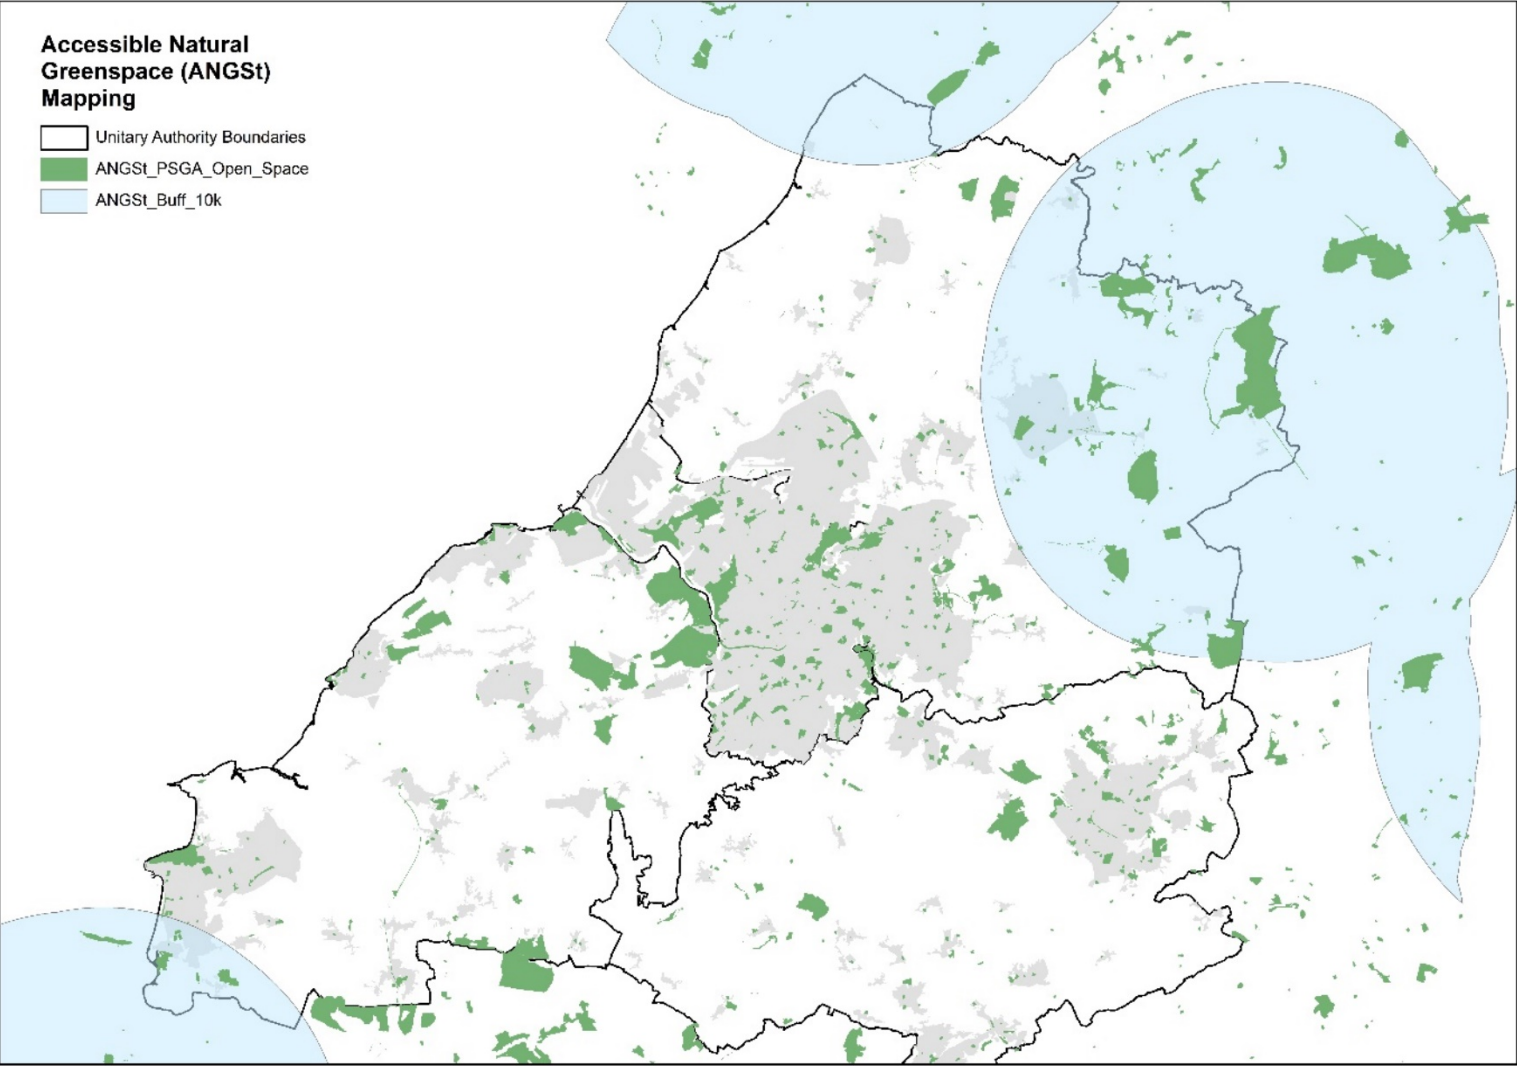 Accessible Natural
Greenspace (ANGSt)
Mapping
Unitary Authority Boundaries
ANGSt_PSGA_Open_Space
ANGSt_Buff_10k